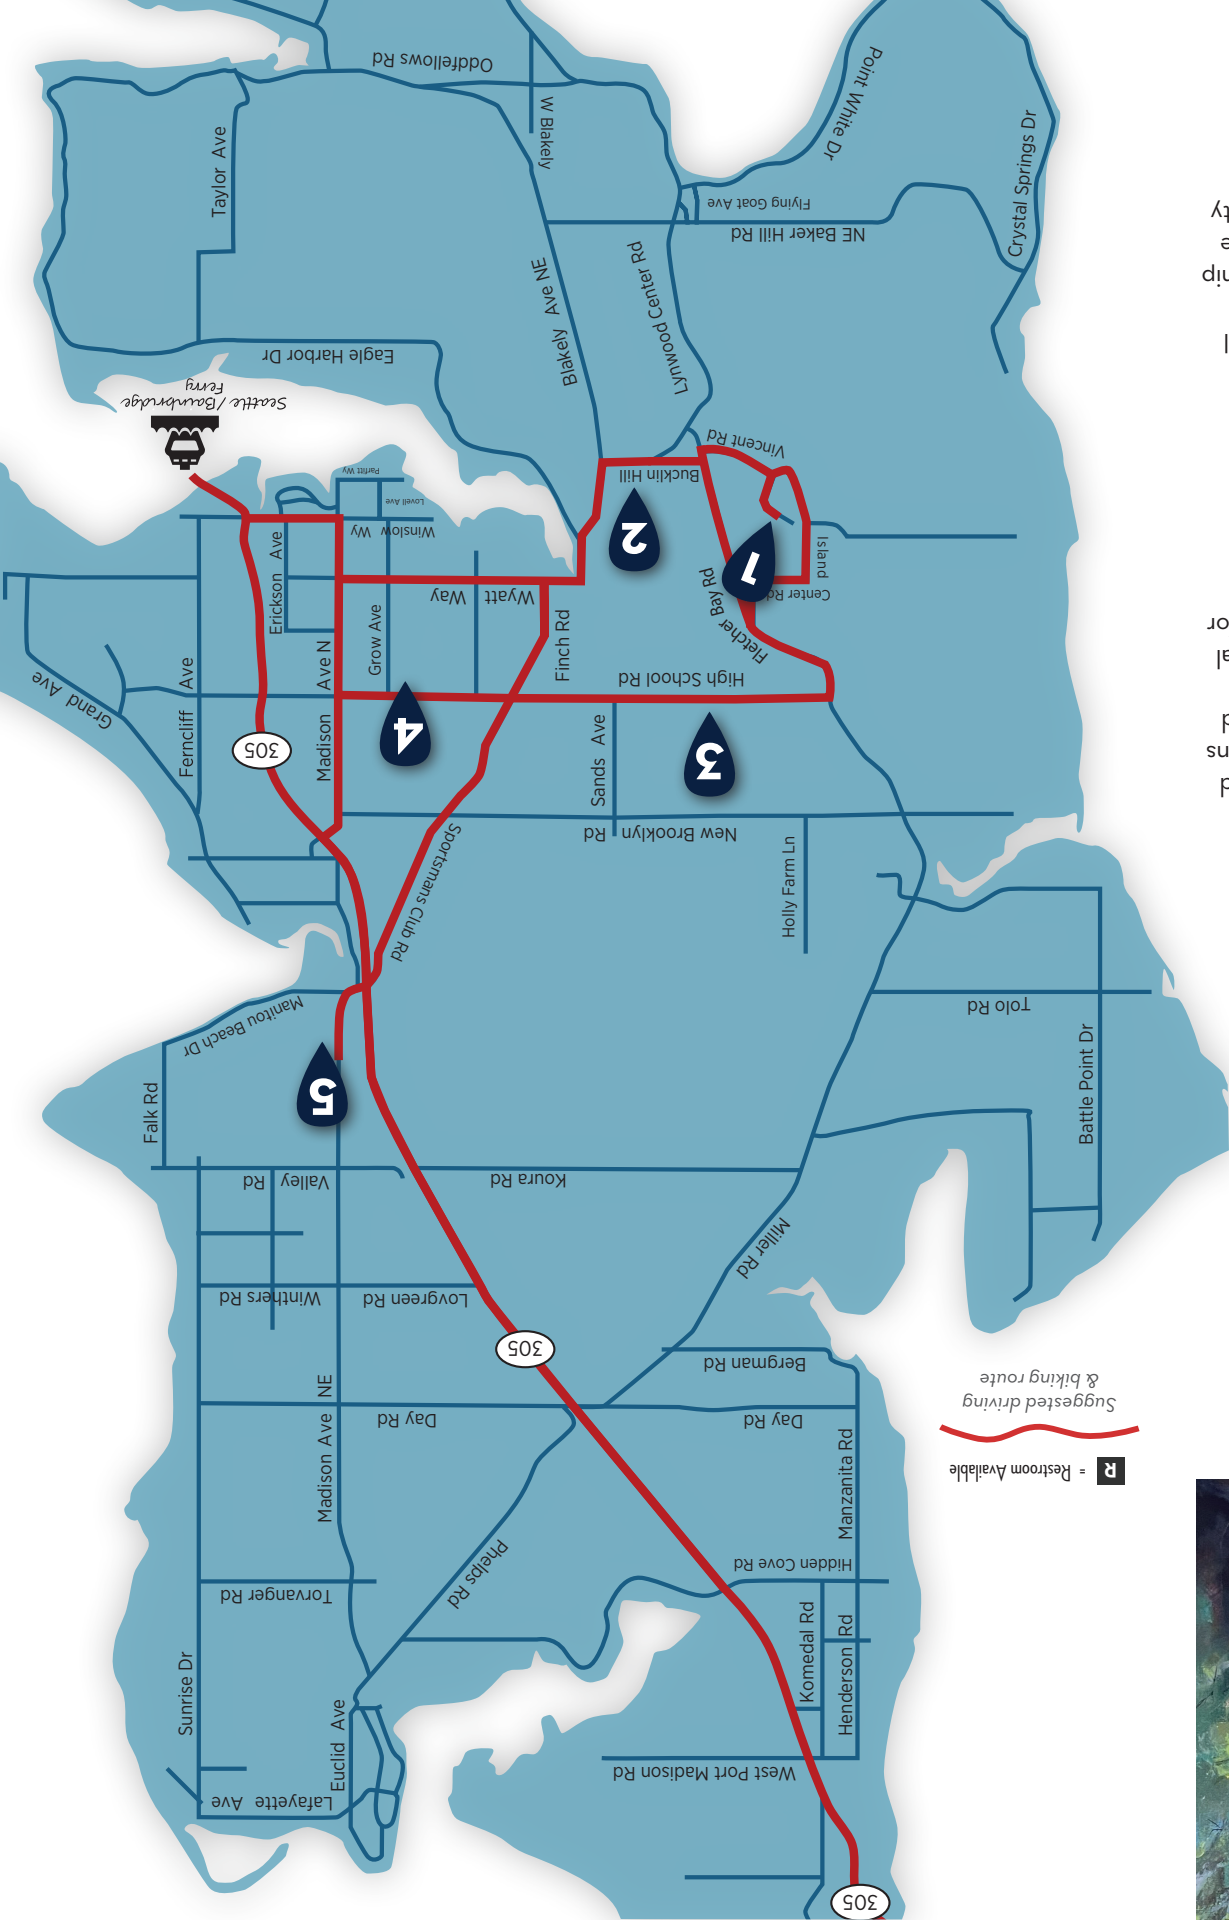 305
West Port Madison Rd
Lafayette Ave
Euclid Ave
Sunrise Dr
Henderson Rd
Komedal Rd
Hidden Cove Rd
Torvanger Rd
Phelps Rd
Manzanita Rd
Madison Ave NE
Day Rd
Day Rd
R = Restroom Available
Suggested driving
& biking route
Bergman Rd
305
Lovgreen Rd
Winthers Rd
Miller Rd
Koura Rd
Valley Rd
Falk Rd
Battle Point Dr
5
Manitou Beach Dr
Tolo Rd
Sportsmans Club Rd
Holly Farm Ln
New Brooklyn Rd
Sands Ave
3
4
305
Madison Ave N
Ferncliff Ave
Grand Ave
High School Rd
Finch Rd
Grow Ave
Erickson Ave
Fletcher Bay Rd
Wyatt Way
Island Center Rd
1
2
Winslow Wy
Lovell Ave
Parfitt Wy
Bucklin Hill
Vincent Rd
Seattle/Bainbridge
Ferry
Eagle Harbor Dr
Blakely Ave NE
Lynwood Center Rd
NE Baker Hill Rd
Flying Goat Ave
Crystal Springs Dr
Point White Dr
Taylor Ave
W Blakely
Oddfellows Rd